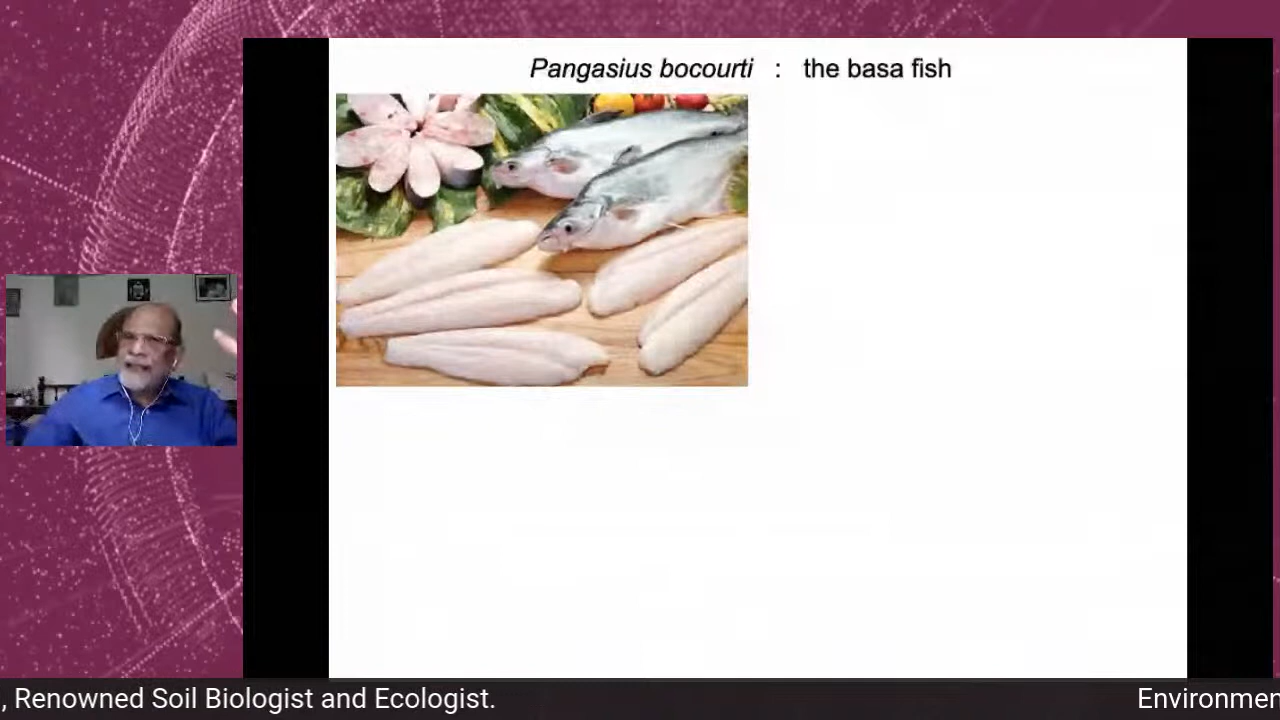 Pangasius bocourti : the basa fish
, Renowned Soil Biologist and Ecologist. Environmen